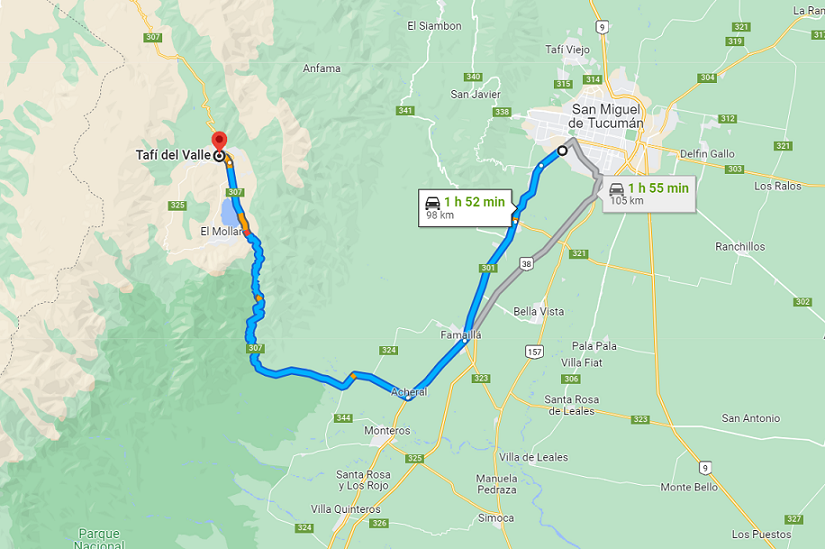 El Siambon
9
La Ran
307
Tafí Viejo
321
319
Anfama
340
315
314
304
San Javier
341
338
San Miguel
de Tucumán
312
Tafí del Valle
Delfín Gallo
302
307
1 h 52 min
98 km
1 h 55 min
105 km
Los Ralos
325
El Mollar
321
Ranchillos
301
38
302
Bella Vista
Famaillá
324
157
Pala Pala
307
Villa Fiat
323
306
Acheral
Santa Rosa
de Leales
344
323
San Antonio
Monteros
325
Villa de Leales
9
Santa Rosa
y Los Rojo
Manuela
Pedraza
Monte Bello
Villa Quinteros
Simoca
324
326
Parque
Nacional
Los Puestos